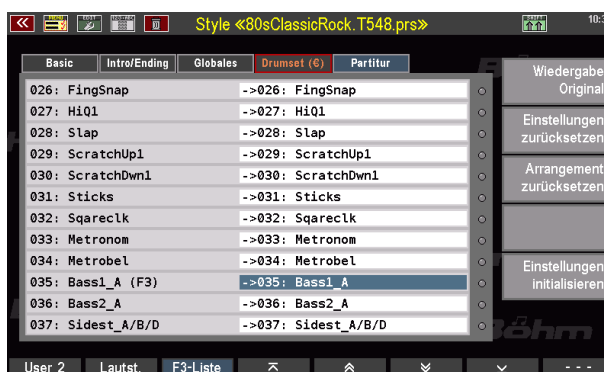 Style «80sClassicRock.T548.prs»
10:3
Basic Intro/Ending Globales Drumset (€) Partitur
026: FingSnap ->026: FingSnap
027: HiQ1 ->027: HiQ1
028: Slap ->028: Slap
029: ScratchUp1 ->029: ScratchUp1
030: ScratchDwn1 ->030: ScratchDwn1
031: Sticks ->031: Sticks
032: Sqareclk ->032: Sqareclk
033: Metronom ->033: Metronom
034: Metrobel ->034: Metrobel
035: Bass1_A (F3) ->035: Bass1_A
036: Bass2_A ->036: Bass2_A
037: Sidest_A/B/D ->037: Sidest_A/B/D
Wiedergabe
Original
Einstellungen
zurücksetzen
Arrangement
zurücksetzen
Einstellungen
initialisieren
Böhm
User 2 Lautst. F3-Liste - - -